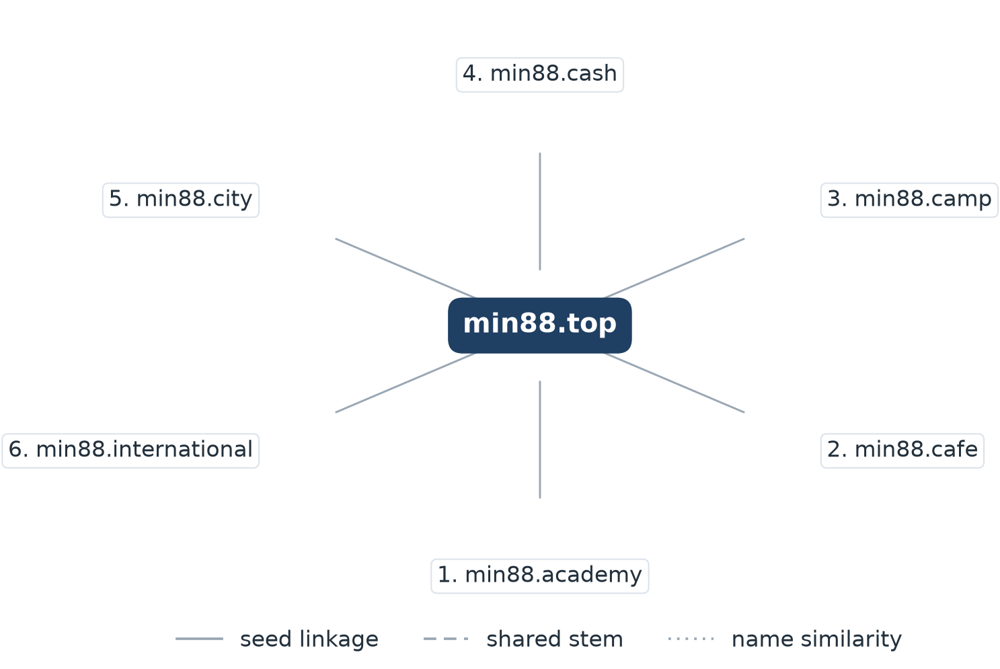 4. min88.cash
5. min88.city
3. min88.camp
min88.top
6. min88.international
2. min88.cafe
1. min88.academy
seed linkage
shared stem
name similarity